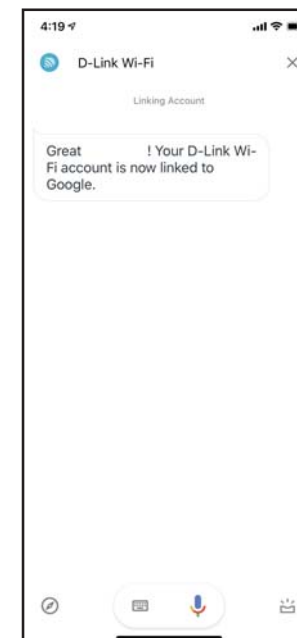 4:19
D-Link Wi-Fi
Linking Account
Great ! Your D-Link Wi-
Fi account is now linked to
Google.